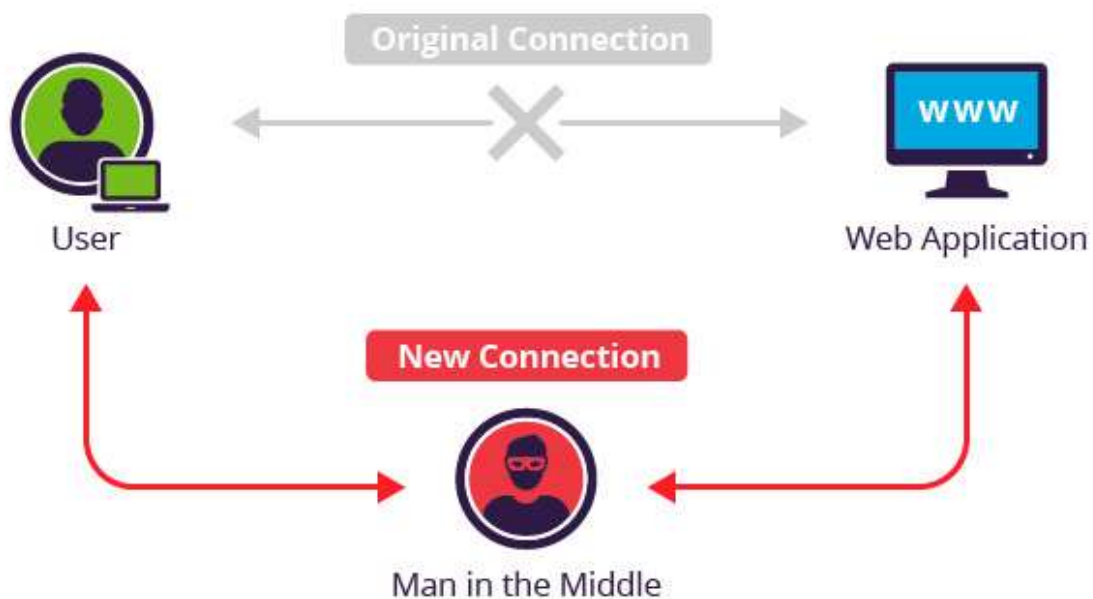 Original Connection
www
User
Web Application
New Connection
Man in the Middle